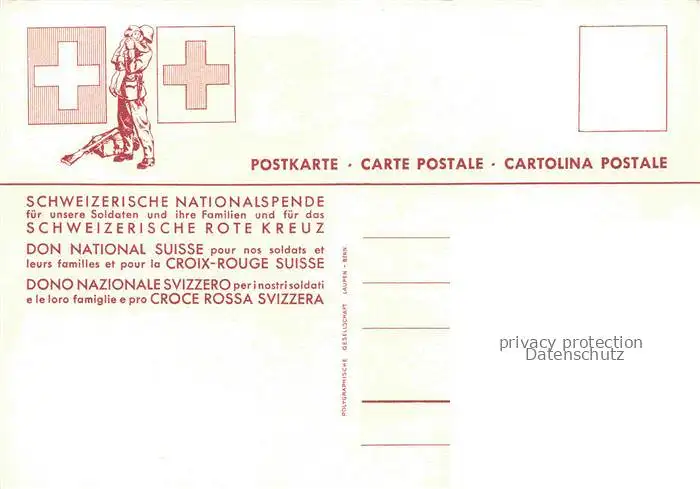 POSTKARTE · CARTE POSTALE · CARTOLINA POSTALE
SCHWEIZERISCHE NATIONALSPENDE
für unsere Soldaten und ihre Familien und für das
SCHWEIZERISCHE ROTE KREUZ
DON NATIONAL SUISSE pour nos soldats et
leurs familles et pour la CROIX-ROUGE SUISSE
DONO NAZIONALE SVIZZERO per i nostri soldati
e le loro famiglie e pro CROCE ROSSA SVIZZERA
POLYGRAPHISCHE GESELLSCHAFT LAUPEN-BERN
privacy protection
Datenschutz